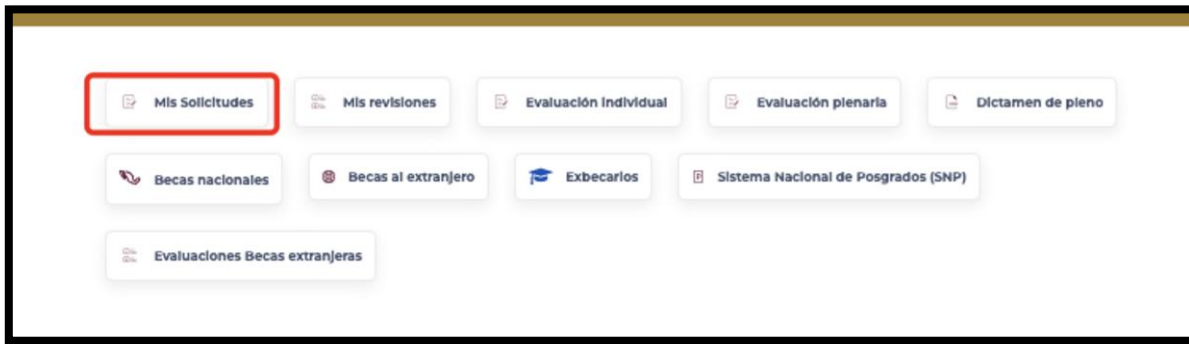 Mis Solicitudes Mis revisiones Evaluación Individual Evaluación plenaria Dictamen de pleno
Becas nacionales Becas al extranjero Exbecarios Sistema Nacional de Posgrados (SNP)
Evaluaciones Becas extranjeras